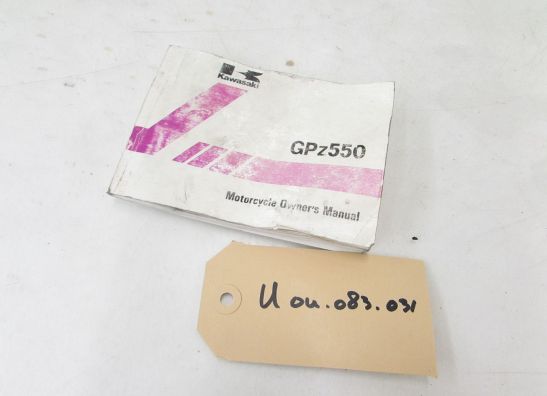 Kawasaki
GPz550
Motorcycle Owner's Manual
U ou.083.031